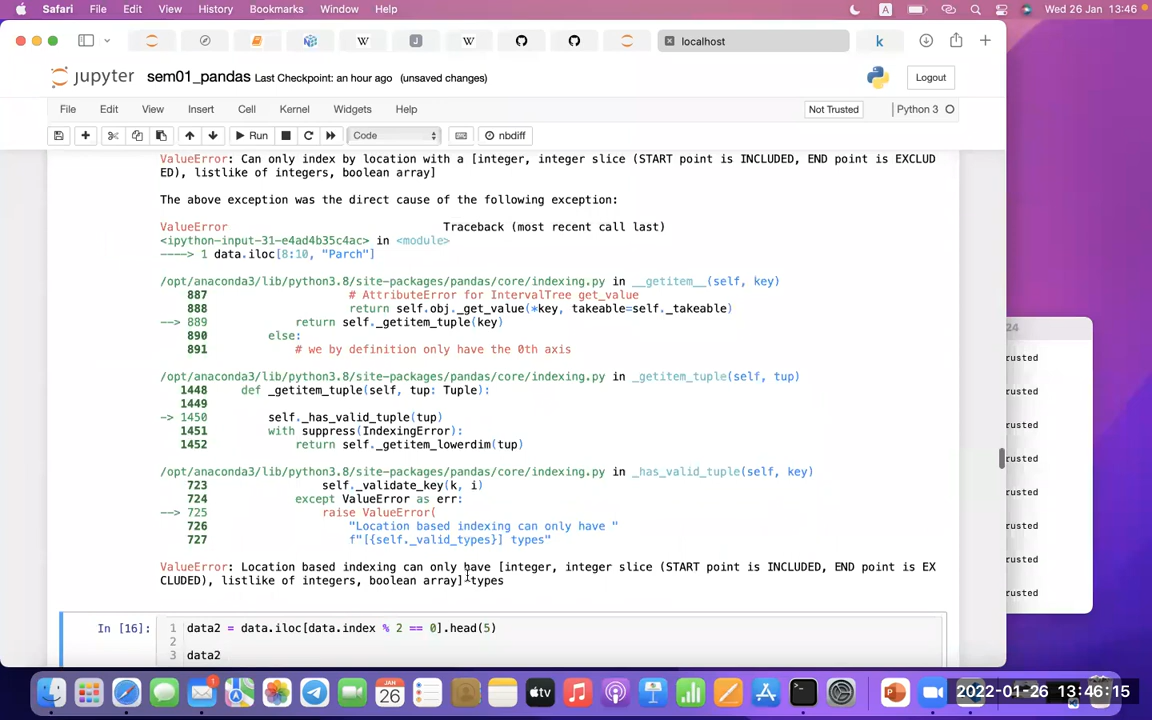 Safari File Edit View History Bookmarks Window Help A Wed 26 Jan 13:46
W J W localhost k
jupyter sem01_pandas Last Checkpoint: an hour ago (unsaved changes) Logout
File Edit View Insert Cell Kernel Widgets Help Not Trusted Python 3
Run Code nbdiff
ValueError: Can only index by location with a [integer, integer slice (START point is INCLUDED, END point is EXCLUD
ED), listlike of integers, boolean array]
The above exception was the direct cause of the following exception:
ValueError Traceback (most recent call last)
<ipython-input-31-e4ad4b35c4ac> in <module>
----> 1 data.iloc[8:10, "Parch"]
/opt/anaconda3/lib/python3.8/site-packages/pandas/core/indexing.py in __getitem__(self, key)
887 # AttributeError for IntervalTree get_value
888 return self.obj._get_value(*key, takeable=self._takeable)
--> 889 return self._getitem_tuple(key)
890 else:
891 # we by definition only have the 0th axis
/opt/anaconda3/lib/python3.8/site-packages/pandas/core/indexing.py in _getitem_tuple(self, tup)
1448 def _getitem_tuple(self, tup: Tuple):
1449
-> 1450 self._has_valid_tuple(tup)
1451 with suppress(IndexingError):
1452 return self._getitem_lowerdim(tup)
/opt/anaconda3/lib/python3.8/site-packages/pandas/core/indexing.py in _has_valid_tuple(self, key)
723 self._validate_key(k, i)
724 except ValueError as err:
--> 725 raise ValueError(
726 "Location based indexing can only have "
727 f"[{self._valid_types}] types"
ValueError: Location based indexing can only have [integer, integer slice (START point is INCLUDED, END point is EX
CLUDED), listlike of integers, boolean array] types
In [16]: 1 data2 = data.iloc[data.index % 2 == 0].head(5)
2
3 data2
24
rusted
rusted
rusted
rusted
rusted
rusted
rusted
rusted
1 JAN 26 tv P 2022-01-26 13:46:15